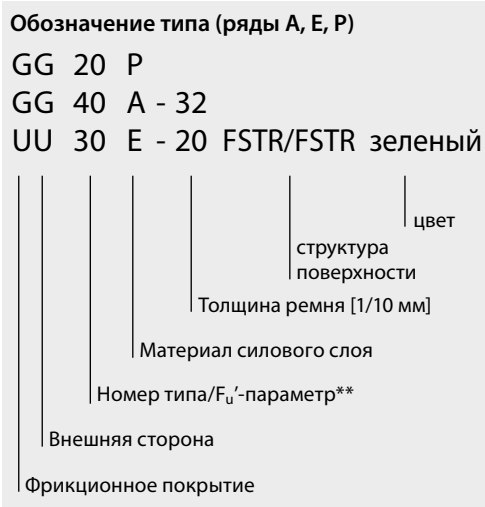 Обозначение типа (ряды A, E, P)
GG 20 P
GG 40 A - 32
UU 30 E - 20 FSTR/FSTR зеленый
цвет
структура
поверхности
Толщина ремня [1/10 мм]
Материал силового слоя
Номер типа/Fu′-параметр**
Внешняя сторона
Фрикционное покрытие